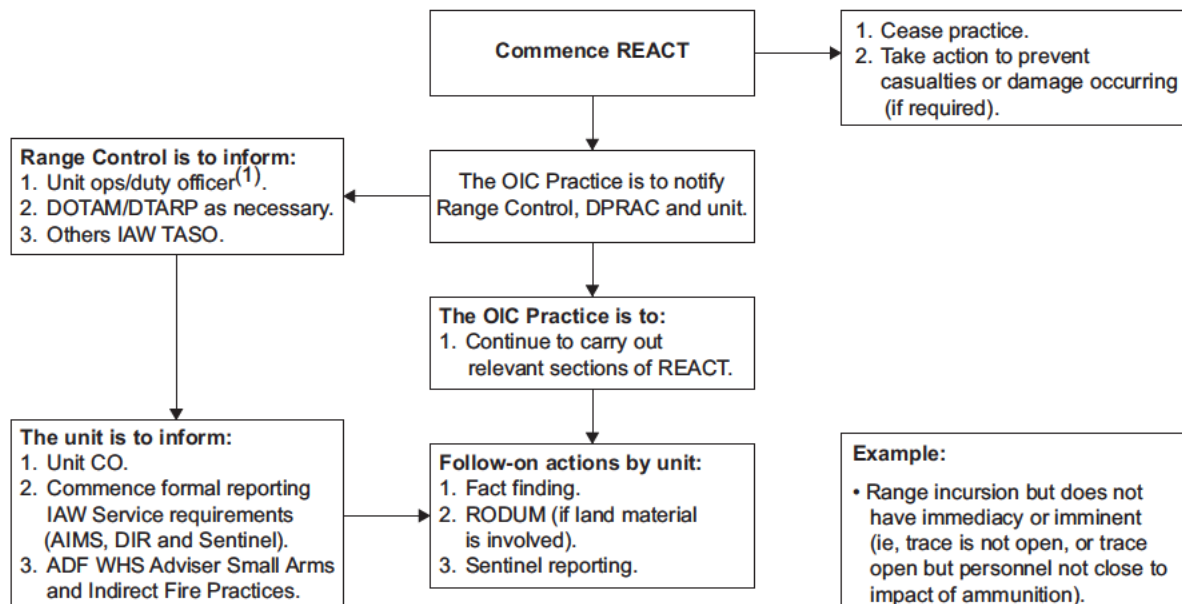 Commence REACT
1. Cease practice.
2. Take action to prevent
casualties or damage occurring
(if required).
Range Control is to inform:
1. Unit ops/duty officer(1).
2. DOTAM/DTARP as necessary.
3. Others IAW TASO.
The OIC Practice is to notify
Range Control, DPRAC and unit.
The OIC Practice is to:
1. Continue to carry out
relevant sections of REACT.
The unit is to inform:
1. Unit CO.
2. Commence formal reporting
IAW Service requirements
(AIMS, DIR and Sentinel).
3. ADF WHS Adviser Small Arms
and Indirect Fire Practices.
Follow-on actions by unit:
1. Fact finding.
2. RODUM (if land material
is involved).
3. Sentinel reporting.
Example:
• Range incursion but does not
have immediacy or imminent
(ie, trace is not open, or trace
open but personnel not close to
impact of ammunition).